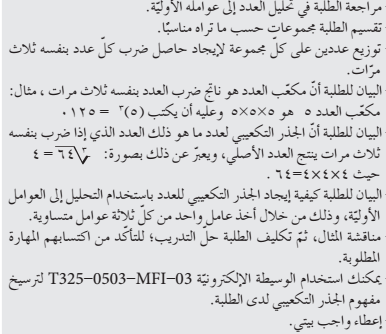 مراجعة الطلبة في تحليل العدد إلى عوامله الأوليّة.
تقسيم الطلبة مجموعات حسب ما تراه مناسبًا.
توزيع عددين على كلّ مجموعة لإيجاد حاصل ضرب كلّ عدد بنفسه ثلاث
مرّات.
البيان للطلبة أنّ مكعّب العدد هو ناتج ضرب العدد بنفسه ثلاث مرات ، مثال:
مكعّب العدد ٥ هو ٥×٥×٥ وعليه أن يكتب (٥)٣ = ٠١٢٥
البيان للطلبة أنّ الجذر التكعيبي لعدد ما هو ذلك العدد الذي إذا ضرب بنفسه
ثلاث مرات ينتج العدد الأصلي، ويعبّر عن ذلك بصورة: ∛٦٤ = ٤
حيث ٤×٤×٤=٦٤ .
البيان للطلبة كيفية إيجاد الجذر التكعيبي للعدد باستخدام التحليل إلى العوامل
الأوليّة، وذلك من خلال أخذ عامل واحد من كلّ ثلاثة عوامل متساوية.
مناقشة المثال، ثمّ تكليف الطلبة حلّ التدريب؛ للتأكّد من اكتسابهم المهارة
المطلوبة.
يمكنك استخدام الوسيطة الإلكترونيّة T325–0503–MFI–03 لترسيخ
مفهوم الجذر التكعيبي لدى الطلبة.
إعطاء واجب بيتي.